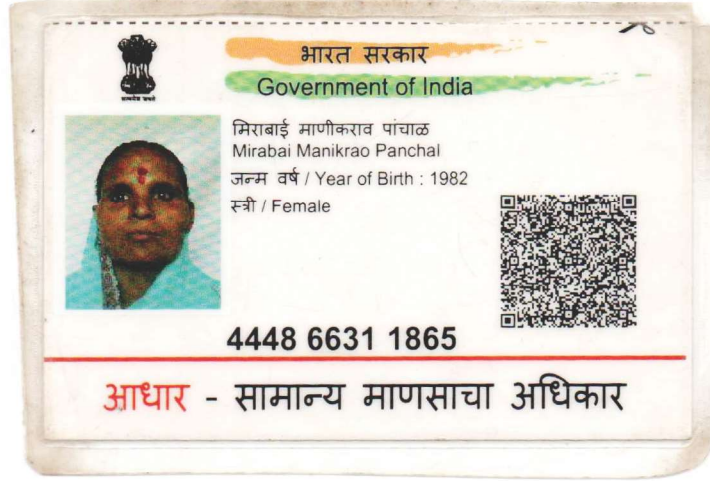 भारत सरकार
Government of India
मिराबाई माणीकराव पांचाळ
Mirabai Manikrao Panchal
जन्म वर्ष / Year of Birth : 1982
स्त्री / Female
4448 6631 1865
आधार - सामान्य माणसाचा अधिकार